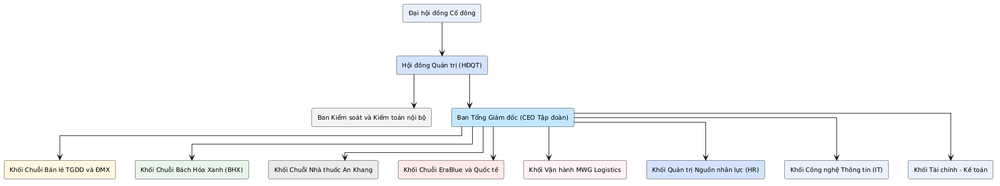 Đại hội đồng Cổ đông
Hội đồng Quản trị (HĐQT)
Ban Kiểm soát và Kiểm toán nội bộ
Ban Tổng Giám đốc (CEO Tập đoàn)
Khối Chuỗi Bán lẻ TGDD và ĐMX
Khối Chuỗi Bách Hóa Xanh (BHX)
Khối Chuỗi Nhà thuốc An Khang
Khối Chuỗi EraBlue và Quốc tế
Khối Vận hành MWG Logistics
Khối Quản trị Nguồn nhân lực (HR)
Khối Công nghệ Thông tin (IT)
Khối Tài chính - Kế toán